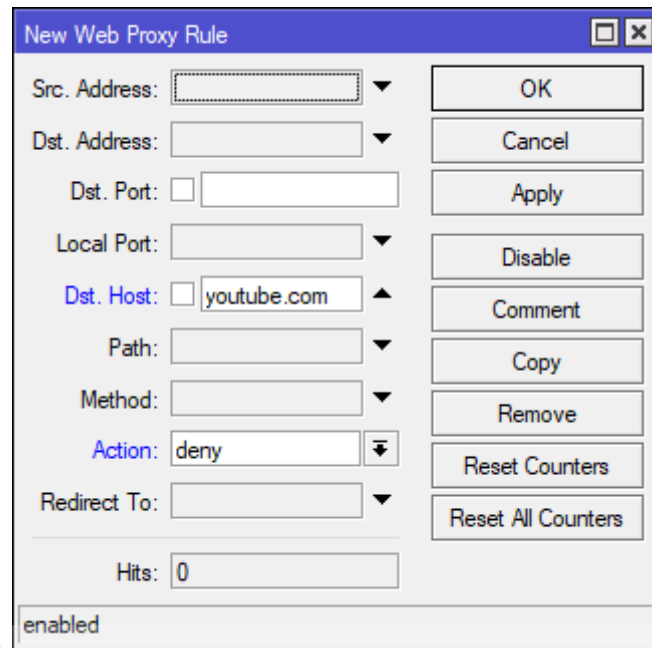 New Web Proxy Rule
Src. Address:
OK
Dst. Address:
Cancel
Dst. Port:
Apply
Local Port:
Disable
Dst. Host: youtube.com
Comment
Path:
Copy
Method:
Remove
Action: deny
Reset Counters
Redirect To:
Reset All Counters
Hits: 0
enabled